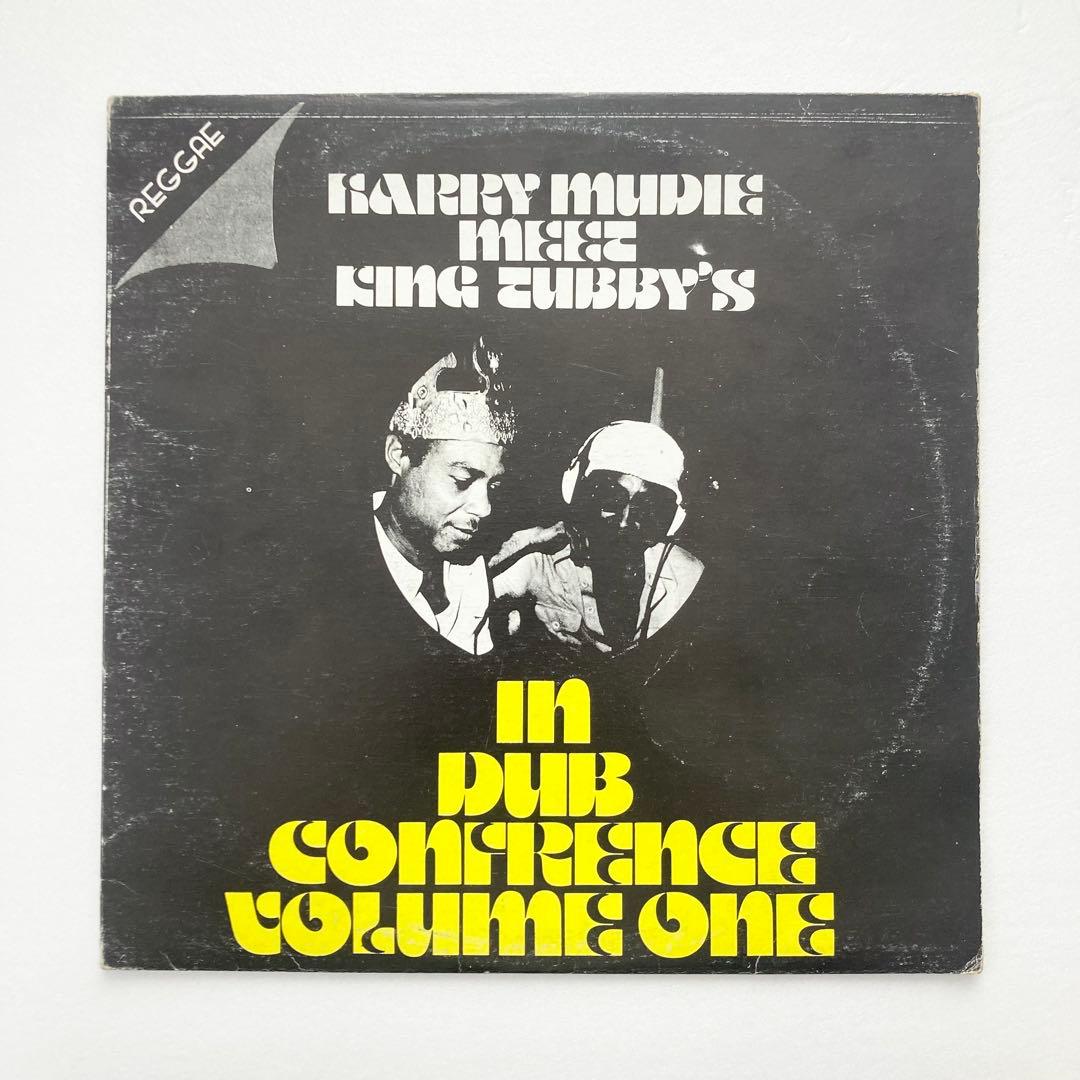 REGGAE
HARRY MUDIE
MEET
KING TUBBY'S
IN
DUB
CONFRENCE
VOLUME ONE